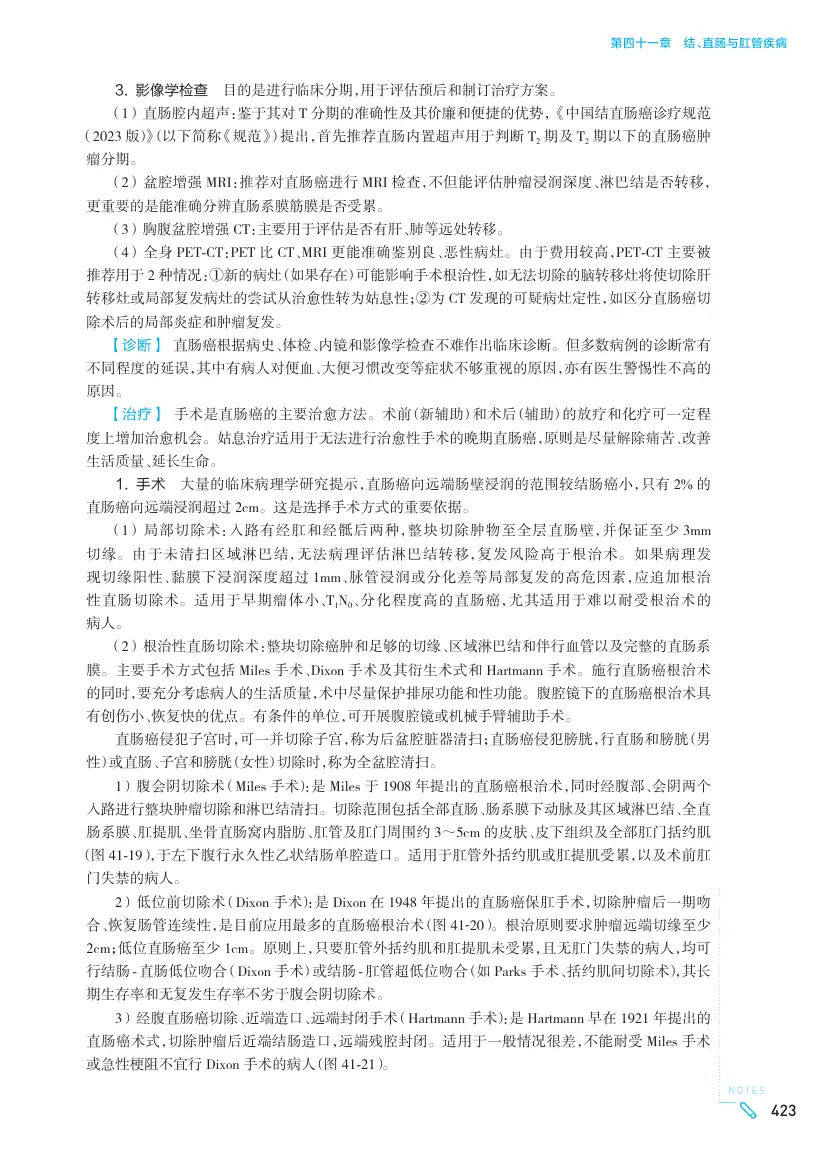 第四十一章 结、直肠与肛管疾病
3. 影像学检查 目的是进行临床分期,用于评估预后和制订治疗方案。
(1)直肠腔内超声:鉴于其对 T 分期的准确性及其价廉和便捷的优势,《中国结直肠癌诊疗规范
(2023 版)》(以下简称《规范》)提出,首先推荐直肠内置超声用于判断 T₂ 期及 T₂ 期以下的直肠癌肿
瘤分期。
(2)盆腔增强 MRI:推荐对直肠癌进行 MRI 检查,不但能评估肿瘤浸润深度、淋巴结是否转移,
更重要的是能准确分辨直肠系膜筋膜是否受累。
(3)胸腹盆腔增强 CT:主要用于评估是否有肝、肺等远处转移。
(4)全身 PET-CT:PET 比 CT、MRI 更能准确鉴别良、恶性病灶。由于费用较高,PET-CT 主要被
推荐用于 2 种情况:①新的病灶(如果存在)可能影响手术根治性,如无法切除的脑转移灶将使切除肝
转移灶或局部复发病灶的尝试从治愈性转为姑息性;②为 CT 发现的可疑病灶定性,如区分直肠癌切
除术后的局部炎症和肿瘤复发。
【诊断】 直肠癌根据病史、体检、内镜和影像学检查不难作出临床诊断。但多数病例的诊断常有
不同程度的延误,其中有病人对便血、大便习惯改变等症状不够重视的原因,亦有医生警惕性不高的
原因。
【治疗】 手术是直肠癌的主要治愈方法。术前(新辅助)和术后(辅助)的放疗和化疗可一定程
度上增加治愈机会。姑息治疗适用于无法进行治愈性手术的晚期直肠癌,原则是尽量解除痛苦、改善
生活质量、延长生命。
1. 手术 大量的临床病理学研究提示,直肠癌向远端肠壁浸润的范围较结肠癌小,只有 2% 的
直肠癌向远端浸润超过 2cm。这是选择手术方式的重要依据。
(1)局部切除术:入路有经肛和经骶后两种,整块切除肿物至全层直肠壁,并保证至少 3mm
切缘。由于未清扫区域淋巴结,无法病理评估淋巴结转移,复发风险高于根治术。如果病理发
现切缘阳性、黏膜下浸润深度超过 1mm、脉管浸润或分化差等局部复发的高危因素,应追加根治
性直肠切除术。适用于早期瘤体小、T₁N₀、分化程度高的直肠癌,尤其适用于难以耐受根治术的
病人。
(2)根治性直肠切除术:整块切除癌肿和足够的切缘、区域淋巴结和伴行血管以及完整的直肠系
膜。主要手术方式包括 Miles 手术、Dixon 手术及其衍生术式和 Hartmann 手术。施行直肠癌根治术
的同时,要充分考虑病人的生活质量,术中尽量保护排尿功能和性功能。腹腔镜下的直肠癌根治术具
有创伤小、恢复快的优点。有条件的单位,可开展腹腔镜或机械手臂辅助手术。
直肠癌侵犯子宫时,可一并切除子宫,称为后盆腔脏器清扫;直肠癌侵犯膀胱,行直肠和膀胱(男
性)或直肠、子宫和膀胱(女性)切除时,称为全盆腔清扫。
1)腹会阴切除术(Miles 手术):是 Miles 于 1908 年提出的直肠癌根治术,同时经腹部、会阴两个
入路进行整块肿瘤切除和淋巴结清扫。切除范围包括全部直肠、肠系膜下动脉及其区域淋巴结、全直
肠系膜、肛提肌、坐骨直肠窝内脂肪、肛管及肛门周围约 3~5cm 的皮肤、皮下组织及全部肛门括约肌
(图 41-19),于左下腹行永久性乙状结肠单腔造口。适用于肛管外括约肌或肛提肌受累,以及术前肛
门失禁的病人。
2)低位前切除术(Dixon 手术):是 Dixon 在 1948 年提出的直肠癌保肛手术,切除肿瘤后一期吻
合、恢复肠管连续性,是目前应用最多的直肠癌根治术(图 41-20)。根治原则要求肿瘤远端切缘至少
2cm;低位直肠癌至少 1cm。原则上,只要肛管外括约肌和肛提肌未受累,且无肛门失禁的病人,均可
行结肠-直肠低位吻合(Dixon 手术)或结肠-肛管超低位吻合(如 Parks 手术、括约肌间切除术),其长
期生存率和无复发生存率不劣于腹会阴切除术。
3)经腹直肠癌切除、近端造口、远端封闭手术(Hartmann 手术):是 Hartmann 早在 1921 年提出的
直肠癌术式,切除肿瘤后近端结肠造口,远端残腔封闭。适用于一般情况很差,不能耐受 Miles 手术
或急性梗阻不宜行 Dixon 手术的病人(图 41-21)。
NOTES
423